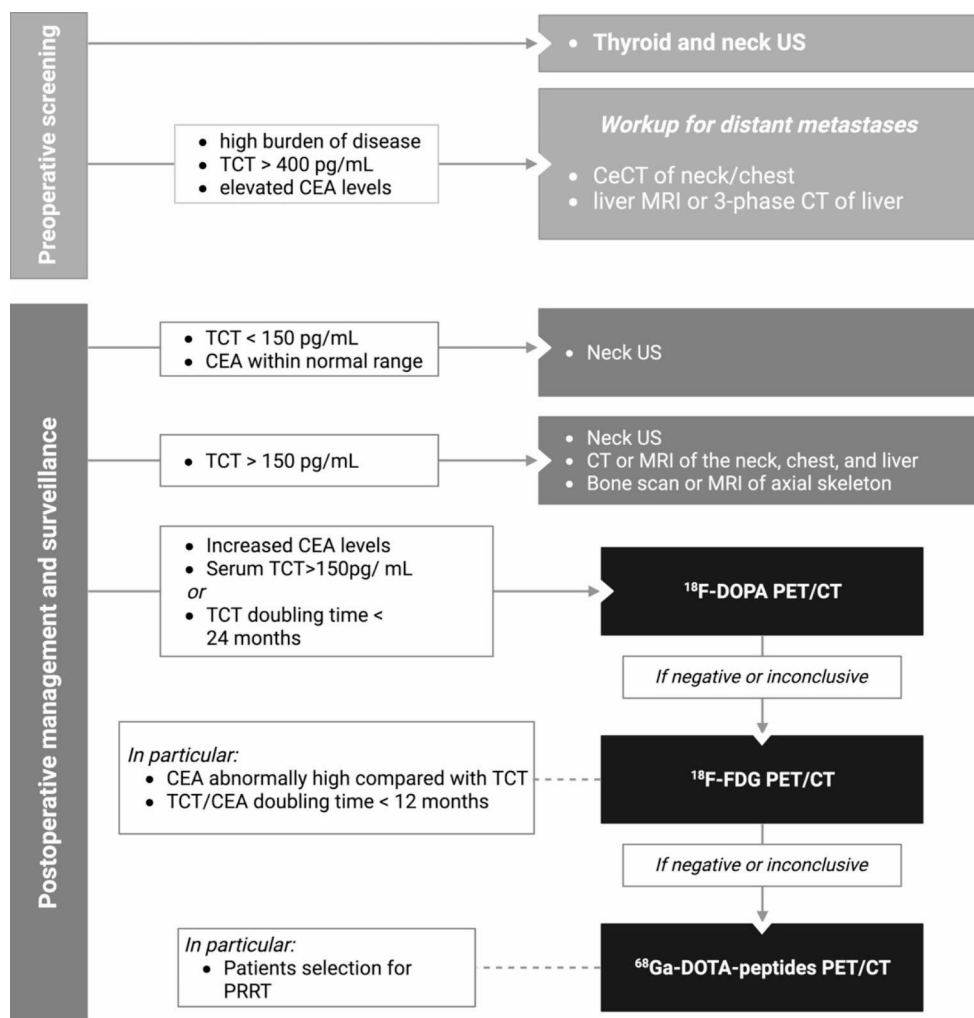 Preoperative screening
Thyroid and neck US
• high burden of disease
• TCT > 400 pg/mL
• elevated CEA levels
Workup for distant metastases
• CeCT of neck/chest
• liver MRI or 3-phase CT of liver
Postoperative management and surveillance
• TCT < 150 pg/mL
• CEA within normal range
• Neck US
• TCT > 150 pg/mL
• Neck US
• CT or MRI of the neck, chest, and liver
• Bone scan or MRI of axial skeleton
• Increased CEA levels
• Serum TCT>150pg/ mL
or
• TCT doubling time <
24 months
¹⁸F-DOPA PET/CT
If negative or inconclusive
In particular:
• CEA abnormally high compared with TCT
• TCT/CEA doubling time < 12 months
¹⁸F-FDG PET/CT
If negative or inconclusive
In particular:
• Patients selection for
PRRT
⁶⁸Ga-DOTA-peptides PET/CT